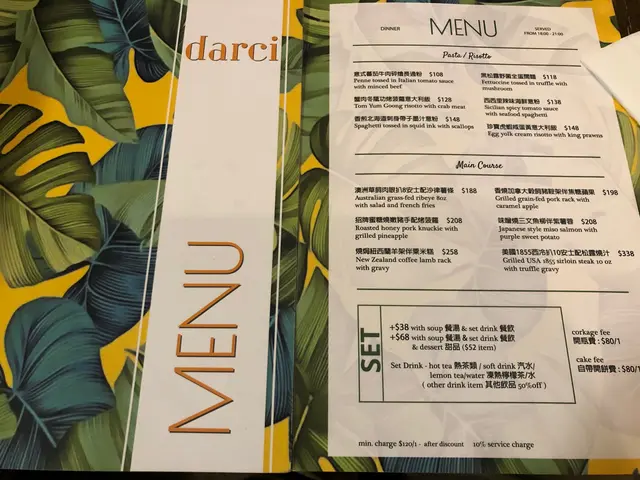 darci
MENU
DINNER
MENU
SERVED
FROM 18:00 - 21:00
Pasta / Risotto
意式蕃茄牛肉碎燴長通粉 $108
Penne tossed in Italian tomato sauce
with minced beef
黑松露野菌全蛋闊麵 $118
Fettuccine tossed in truffle with
mushroom
蟹肉冬蔭功燴菠蘿意大利飯 $128
Tom Yum Goong risotto with crab meat
西西里辣味海鮮意粉 $138
Sicilian spicy tomato sauce
with seafood spaghetti
香煎北海道刺身帶子墨汁意粉 $148
Spaghetti tossed in squid ink with scallops
珍寶虎蝦咸蛋黃意大利飯 $148
Egg yolk cream risotto with king prawns
Main Course
澳洲草飼肉眼扒8安士配沙律薯條 $188
Australian grass-fed ribeye 8oz
with salad and french fries
香燒加拿大穀飼豬鞍架伴焦糖蘋果 $198
Grilled grain-fed pork rack with
caramel apple
招牌蜜糖燒嫩豬手配烤菠蘿 $208
Roasted honey pork knuckle with
grilled pineapple
味噌燒三文魚柳伴紫薯蓉 $208
Japanese style miso salmon with
purple sweet potato
燒焗紐西蘭羊架伴粟米糕 $258
New Zealand coffee lamb rack
with gravy
美國1855西冷扒10安士配松露燒汁 $338
Grilled USA 1855 sirloin steak 10 oz
with truffle gravy
SET
+$38 with soup 餐湯 & set drink 餐飲
+$68 with soup 餐湯 & set drink 餐飲
& dessert 甜品 ($52 item)
Set Drink - hot tea 熱茶類 / soft drink 汽水/
lemon tea/water 凍熱檸檬茶/水
( other drink item 其他飲品 50%off )
corkage fee
開瓶費 : $80/1
cake fee
自帶開餅費 : $80/1
min. charge $120/1 - after discount 10% service charge